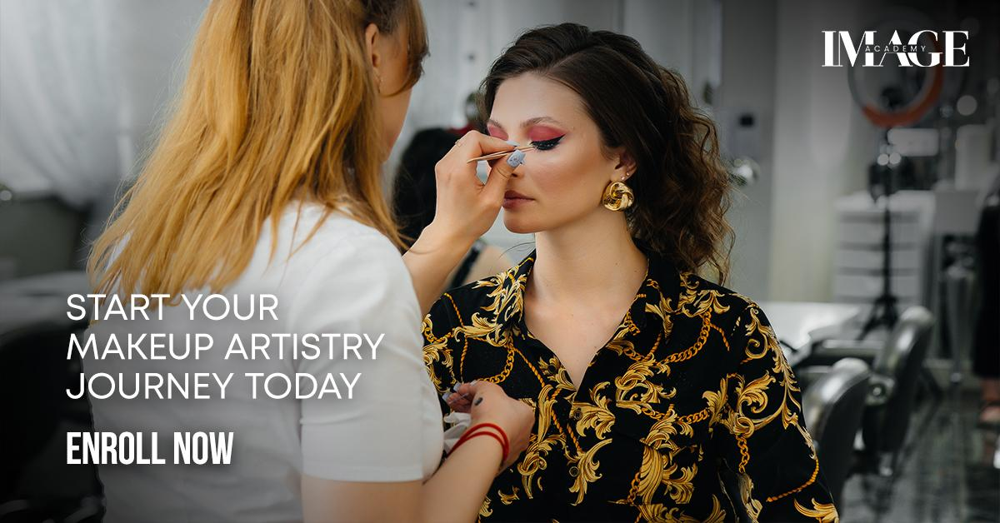 IMAGE
ACADEMY
START YOUR
MAKEUP ARTISTRY
JOURNEY TODAY
ENROLL NOW